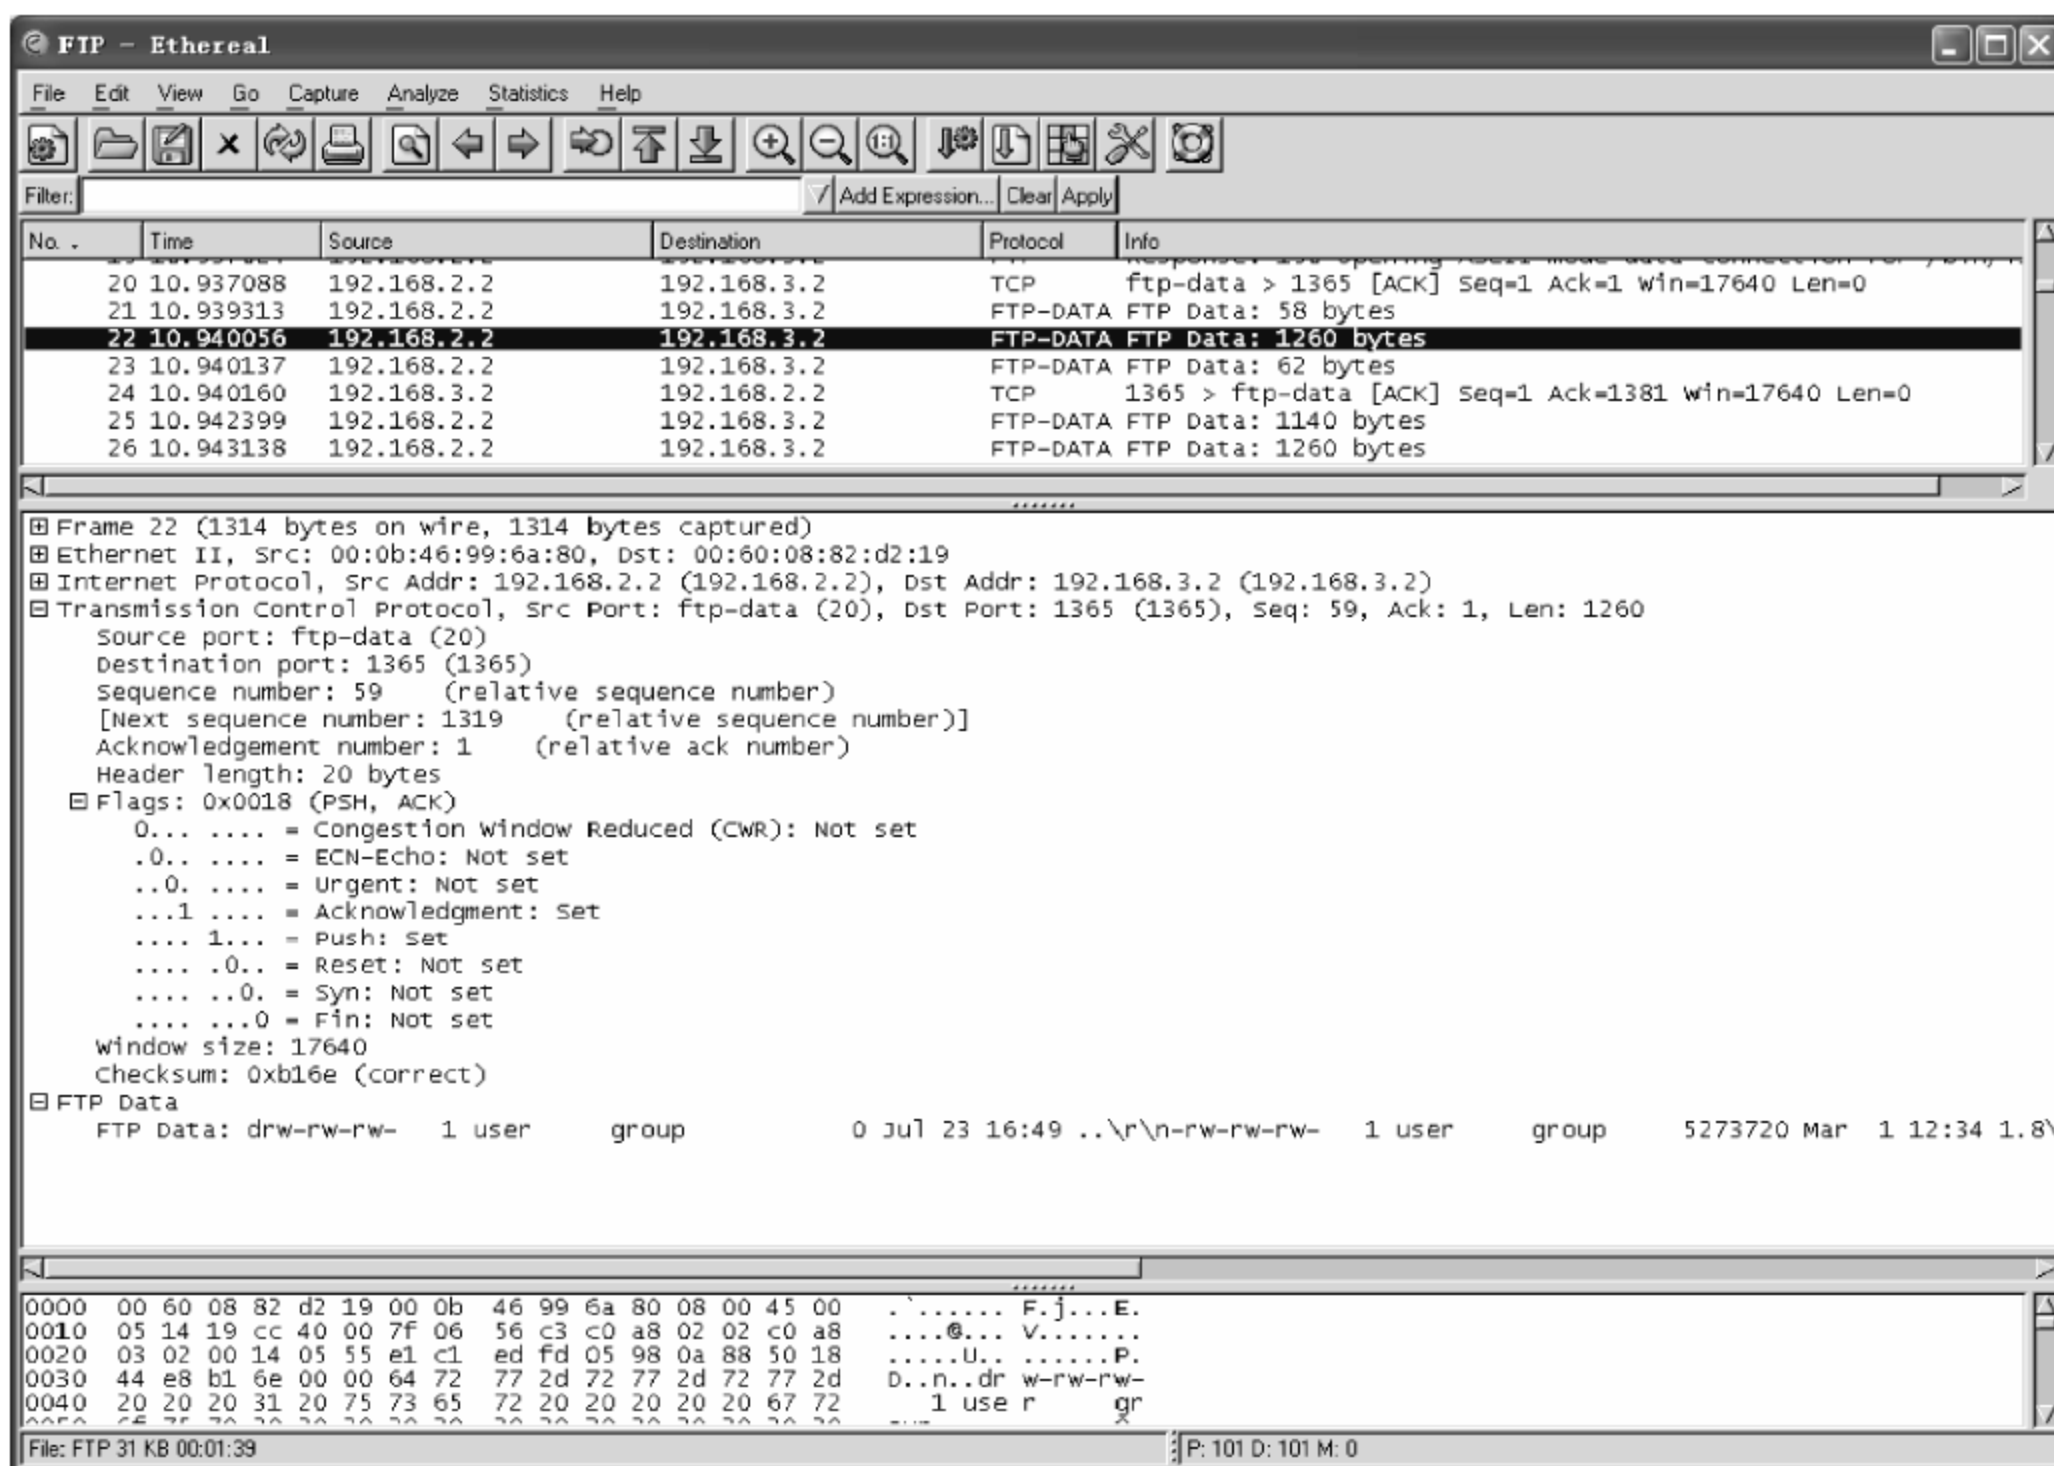 FTP - Ethereal
File Edit View Go Capture Analyze Statistics Help
Filter: Add Expression... Clear Apply
No. . Time Source Destination Protocol Info
20 10.937088 192.168.2.2 192.168.3.2 TCP ftp-data > 1365 [ACK] Seq=1 Ack=1 Win=17640 Len=0
21 10.939313 192.168.2.2 192.168.3.2 FTP-DATA FTP Data: 58 bytes
22 10.940056 192.168.2.2 192.168.3.2 FTP-DATA FTP Data: 1260 bytes
23 10.940137 192.168.2.2 192.168.3.2 FTP-DATA FTP Data: 62 bytes
24 10.940160 192.168.3.2 192.168.2.2 TCP 1365 > ftp-data [ACK] Seq=1 Ack=1381 Win=17640 Len=0
25 10.942399 192.168.2.2 192.168.3.2 FTP-DATA FTP Data: 1140 bytes
26 10.943138 192.168.2.2 192.168.3.2 FTP-DATA FTP Data: 1260 bytes
Frame 22 (1314 bytes on wire, 1314 bytes captured)
Ethernet II, Src: 00:0b:46:99:6a:80, Dst: 00:60:08:82:d2:19
Internet Protocol, Src Addr: 192.168.2.2 (192.168.2.2), Dst Addr: 192.168.3.2 (192.168.3.2)
Transmission Control Protocol, Src Port: ftp-data (20), Dst Port: 1365 (1365), Seq: 59, Ack: 1, Len: 1260
Source port: ftp-data (20)
Destination port: 1365 (1365)
Sequence number: 59 (relative sequence number)
[Next sequence number: 1319 (relative sequence number)]
Acknowledgement number: 1 (relative ack number)
Header length: 20 bytes
Flags: 0x0018 (PSH, ACK)
0... .... = Congestion Window Reduced (CWR): Not set
.0.. .... = ECN-Echo: Not set
..0. .... = Urgent: Not set
...1 .... = Acknowledgment: Set
.... 1... = Push: Set
.... .0.. = Reset: Not set
.... ..0. = Syn: Not set
.... ...0 = Fin: Not set
Window size: 17640
Checksum: 0xb16e (correct)
FTP Data
FTP Data: drw-rw-rw- 1 user group 0 Jul 23 16:49 ..\r\n-rw-rw-rw- 1 user group 5273720 Mar 1 12:34 1.8\
0000 00 60 08 82 d2 19 00 0b 46 99 6a 80 08 00 45 00 .`...... F.j...E.
0010 05 14 19 cc 40 00 7f 06 56 c3 c0 a8 02 02 c0 a8 ....@... V.......
0020 03 02 00 14 05 55 e1 c1 ed fd 05 98 0a 88 50 18 .....U.. ......P.
0030 44 e8 b1 6e 00 00 64 72 77 2d 72 77 2d 72 77 2d D..n..dr w-rw-rw-
0040 20 20 20 31 20 75 73 65 72 20 20 20 20 20 67 72 1 use r gr
File: FTP 31 KB 00:01:39 P: 101 D: 101 M: 0